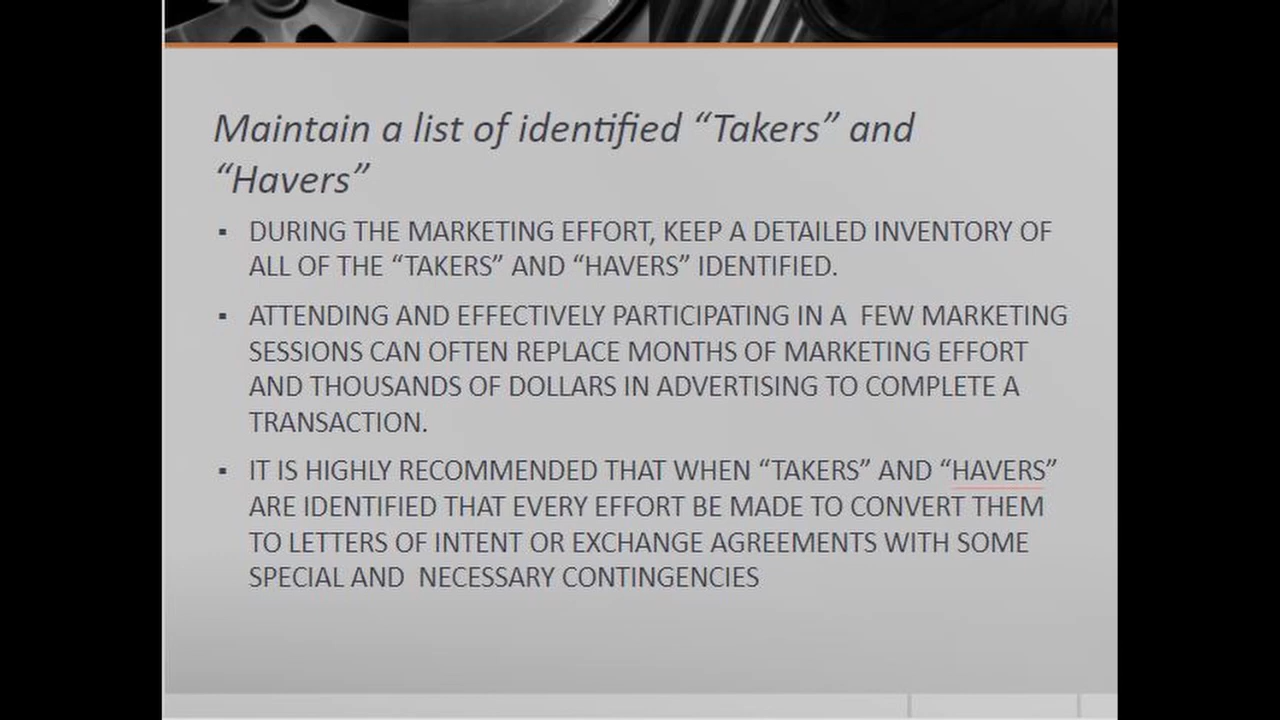 Maintain a list of identified “Takers” and
“Havers”
▪ DURING THE MARKETING EFFORT, KEEP A DETAILED INVENTORY OF
ALL OF THE “TAKERS” AND “HAVERS” IDENTIFIED.
▪ ATTENDING AND EFFECTIVELY PARTICIPATING IN A  FEW MARKETING
SESSIONS CAN OFTEN REPLACE MONTHS OF MARKETING EFFORT
AND THOUSANDS OF DOLLARS IN ADVERTISING TO COMPLETE A
TRANSACTION.
▪ IT IS HIGHLY RECOMMENDED THAT WHEN “TAKERS” AND “HAVERS”
ARE IDENTIFIED THAT EVERY EFFORT BE MADE TO CONVERT THEM
TO LETTERS OF INTENT OR EXCHANGE AGREEMENTS WITH SOME
SPECIAL AND  NECESSARY CONTINGENCIES